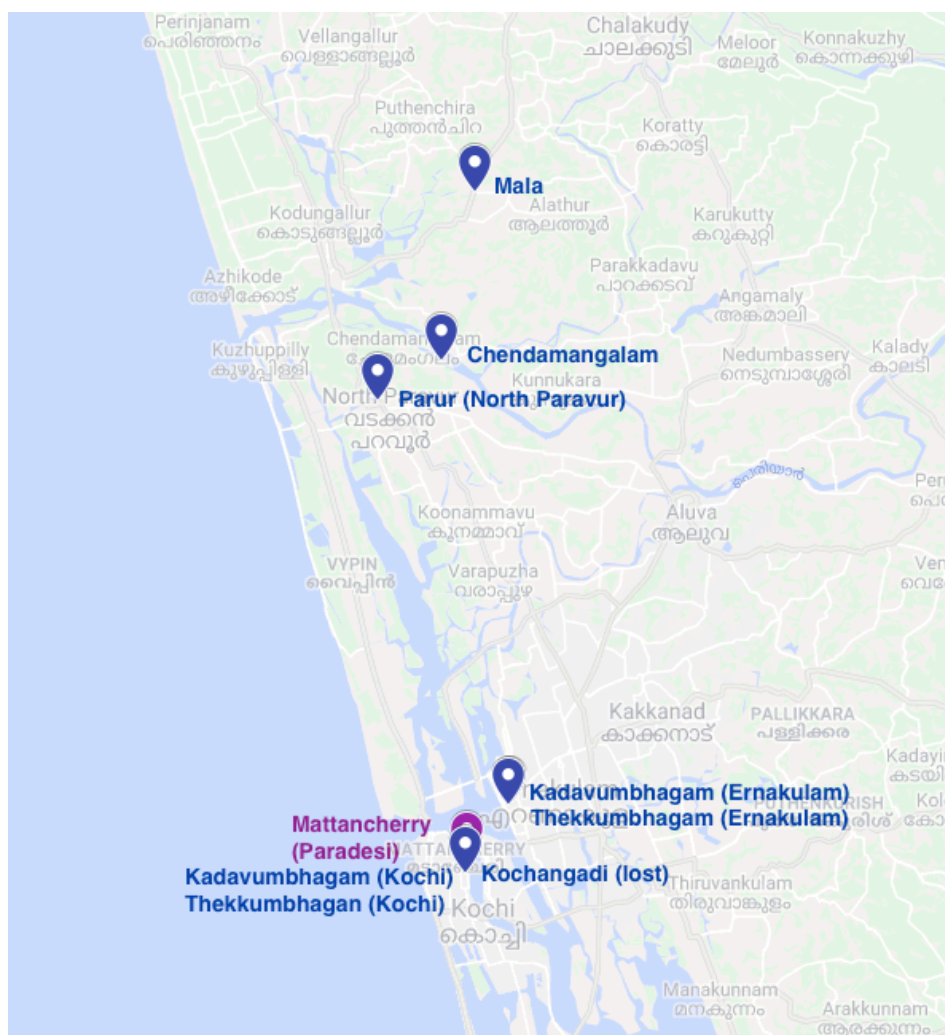 Perinjanam
പെരിഞ്ഞനം
Vellangallur
വെള്ളാങ്ങല്ലൂർ
Chalakudy
ചാലക്കുടി
Meloor
മേലൂർ
Konnakuzhy
കൊന്നക്കുഴി
Puthenchira
പുത്തൻചിറ
Koratty
കൊരട്ടി
Mala
Alathur
ആലത്തൂർ
Kodungallur
കൊടുങ്ങല്ലൂർ
Karukutty
കറുകുറ്റി
Azhikode
അഴീക്കോട്
Parakkadavu
പാറക്കടവ്
Angamaly
അങ്കമാലി
Kuzhuppilly
കുഴുപ്പിള്ളി
Chendamangalam
Nedumbassery
നെടുമ്പാശ്ശേരി
Kalady
കാലടി
Kunnukara
Parur (North Paravur)
വടക്കൻ
പറവൂർ
പെരിയാർ
Koonammavu
കൂനമ്മാവ്
Aluva
ആലുവ
VYPIN
വൈപ്പിൻ
Varapuzha
വരാപ്പുഴ
Kakkanad
കാക്കനാട്
PALLIKKARA
പള്ളിക്കര
Kadavumbhagam (Ernakulam)
Thekkumbhagam (Ernakulam)
Mattancherry
(Paradesi)
Kadavumbhagam (Kochi)
Thekkumbhagan (Kochi)
Kochangadi (lost)
Kochi
കൊച്ചി
Thiruvankulam
തിരുവാങ്കുളം
Manakunnam
മനകുന്നം
Arakkunnam
ആരക്കുന്നം